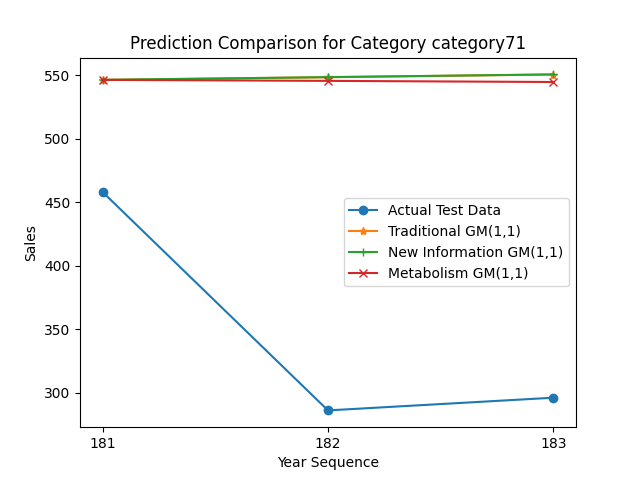 Prediction Comparison for Category category71
Sales
550
500
450
400
350
300
Actual Test Data
Traditional GM(1,1)
New Information GM(1,1)
Metabolism GM(1,1)
181
182
183
Year Sequence